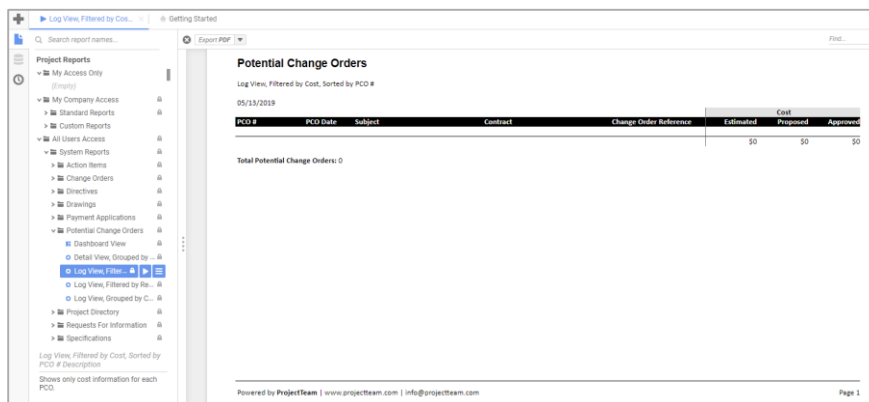 Log View, Filtered by Cos...
Getting Started
Search report names...
Project Reports
My Access Only
(Empty)
My Company Access
Standard Reports
Custom Reports
All Users Access
System Reports
Action Items
Change Orders
Directives
Drawings
Payment Applications
Potential Change Orders
Dashboard View
Detail View, Grouped by ...
Log View, Filter...
Log View, Filtered by Re...
Log View, Grouped by C...
Project Directory
Requests For Information
Specifications
Log View, Filtered by Cost, Sorted by
PCO # Description
Shows only cost information for each
PCO.
Export PDF
Find...
Potential Change Orders
Log View, Filtered by Cost, Sorted by PCO #
05/13/2019
Cost
PCO # PCO Date Subject Contract Change Order Reference Estimated Proposed Approved
$0 $0 $0
Total Potential Change Orders: 0
Powered by ProjectTeam | www.projectteam.com | info@projectteam.com Page 1